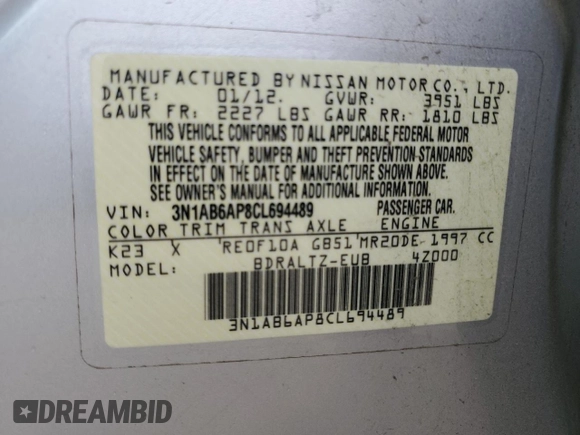 MANUFACTURED BY NISSAN MOTOR CO., LTD.
DATE: 01/12. GVWR: 3951 LBS
GAWR FR: 2227 LBS GAWR RR: 1810 LBS
THIS VEHICLE CONFORMS TO ALL APPLICABLE FEDERAL MOTOR
VEHICLE SAFETY, BUMPER AND THEFT PREVENTION STANDARDS
IN EFFECT ON THE DATE OF MANUFACTURE SHOWN ABOVE.
SEE OWNER'S MANUAL FOR ADDITIONAL INFORMATION.
VIN: 3N1AB6AP8CL694489 PASSENGER CAR.
COLOR TRIM TRANS AXLE ENGINE
K23 X RE0F10A GB51 MR20DE 1997 CC
MODEL: BDRALTZ-EUB 4Z000
3N1AB6AP8CL694489
DREAMBID